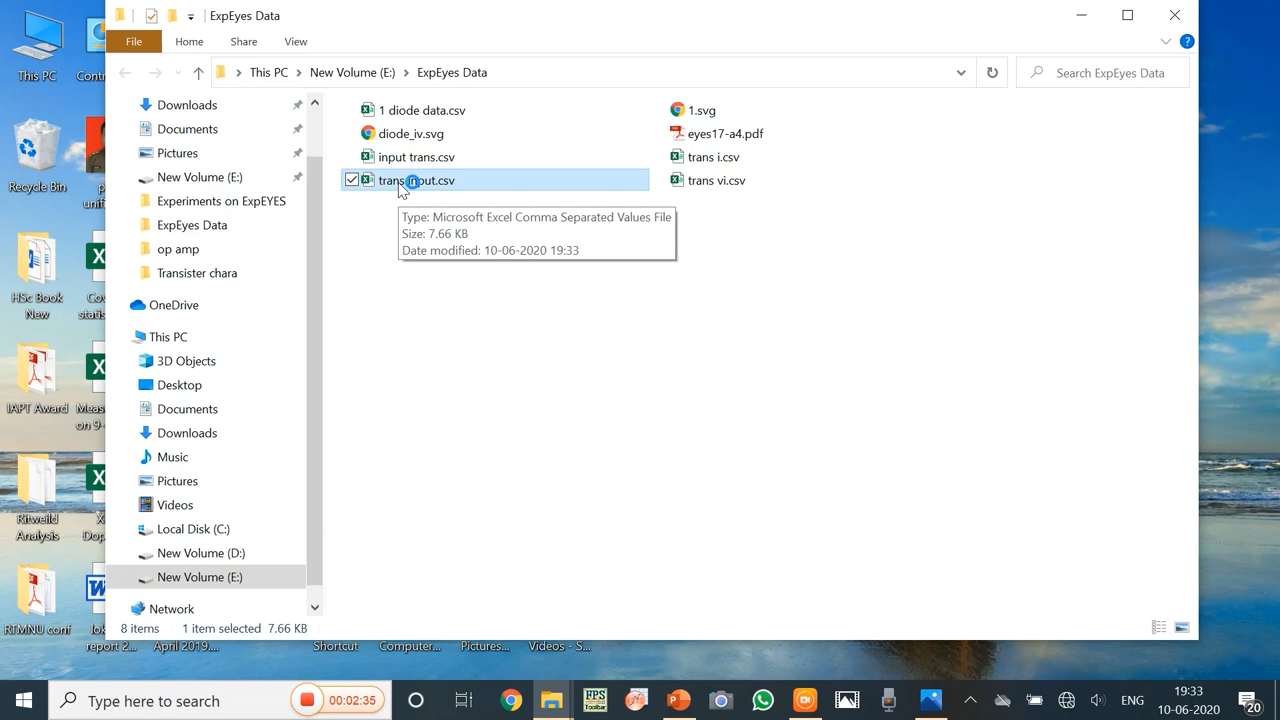 ExpEyes Data
File
Home
Share
View
This PC
New Volume (E:)
ExpEyes Data
Search ExpEyes Data
This PC
Recycle Bin
HSc Book
New
IAPT Award
Ritweild
Analysis
RTMNU conf
Downloads
Documents
Pictures
New Volume (E:)
Experiments on ExpEYES
ExpEyes Data
op amp
Transister chara
OneDrive
This PC
3D Objects
Desktop
Documents
Downloads
Music
Pictures
Videos
Local Disk (C:)
New Volume (D:)
New Volume (E:)
Network
1 diode data.csv
diode_iv.svg
input trans.csv
trans input.csv
1.svg
eyes17-a4.pdf
trans i.csv
trans vi.csv
Type: Microsoft Excel Comma Separated Values File
Size: 7.66 KB
Date modified: 10-06-2020 19:33
8 items
1 item selected 7.66 KB
report 2...
April 2019....
Shortcut
Computer...
Pictures...
Videos - S...
Type here to search
00:02:35
FPS
Toolbar
ENG
19:33
10-06-2020
20